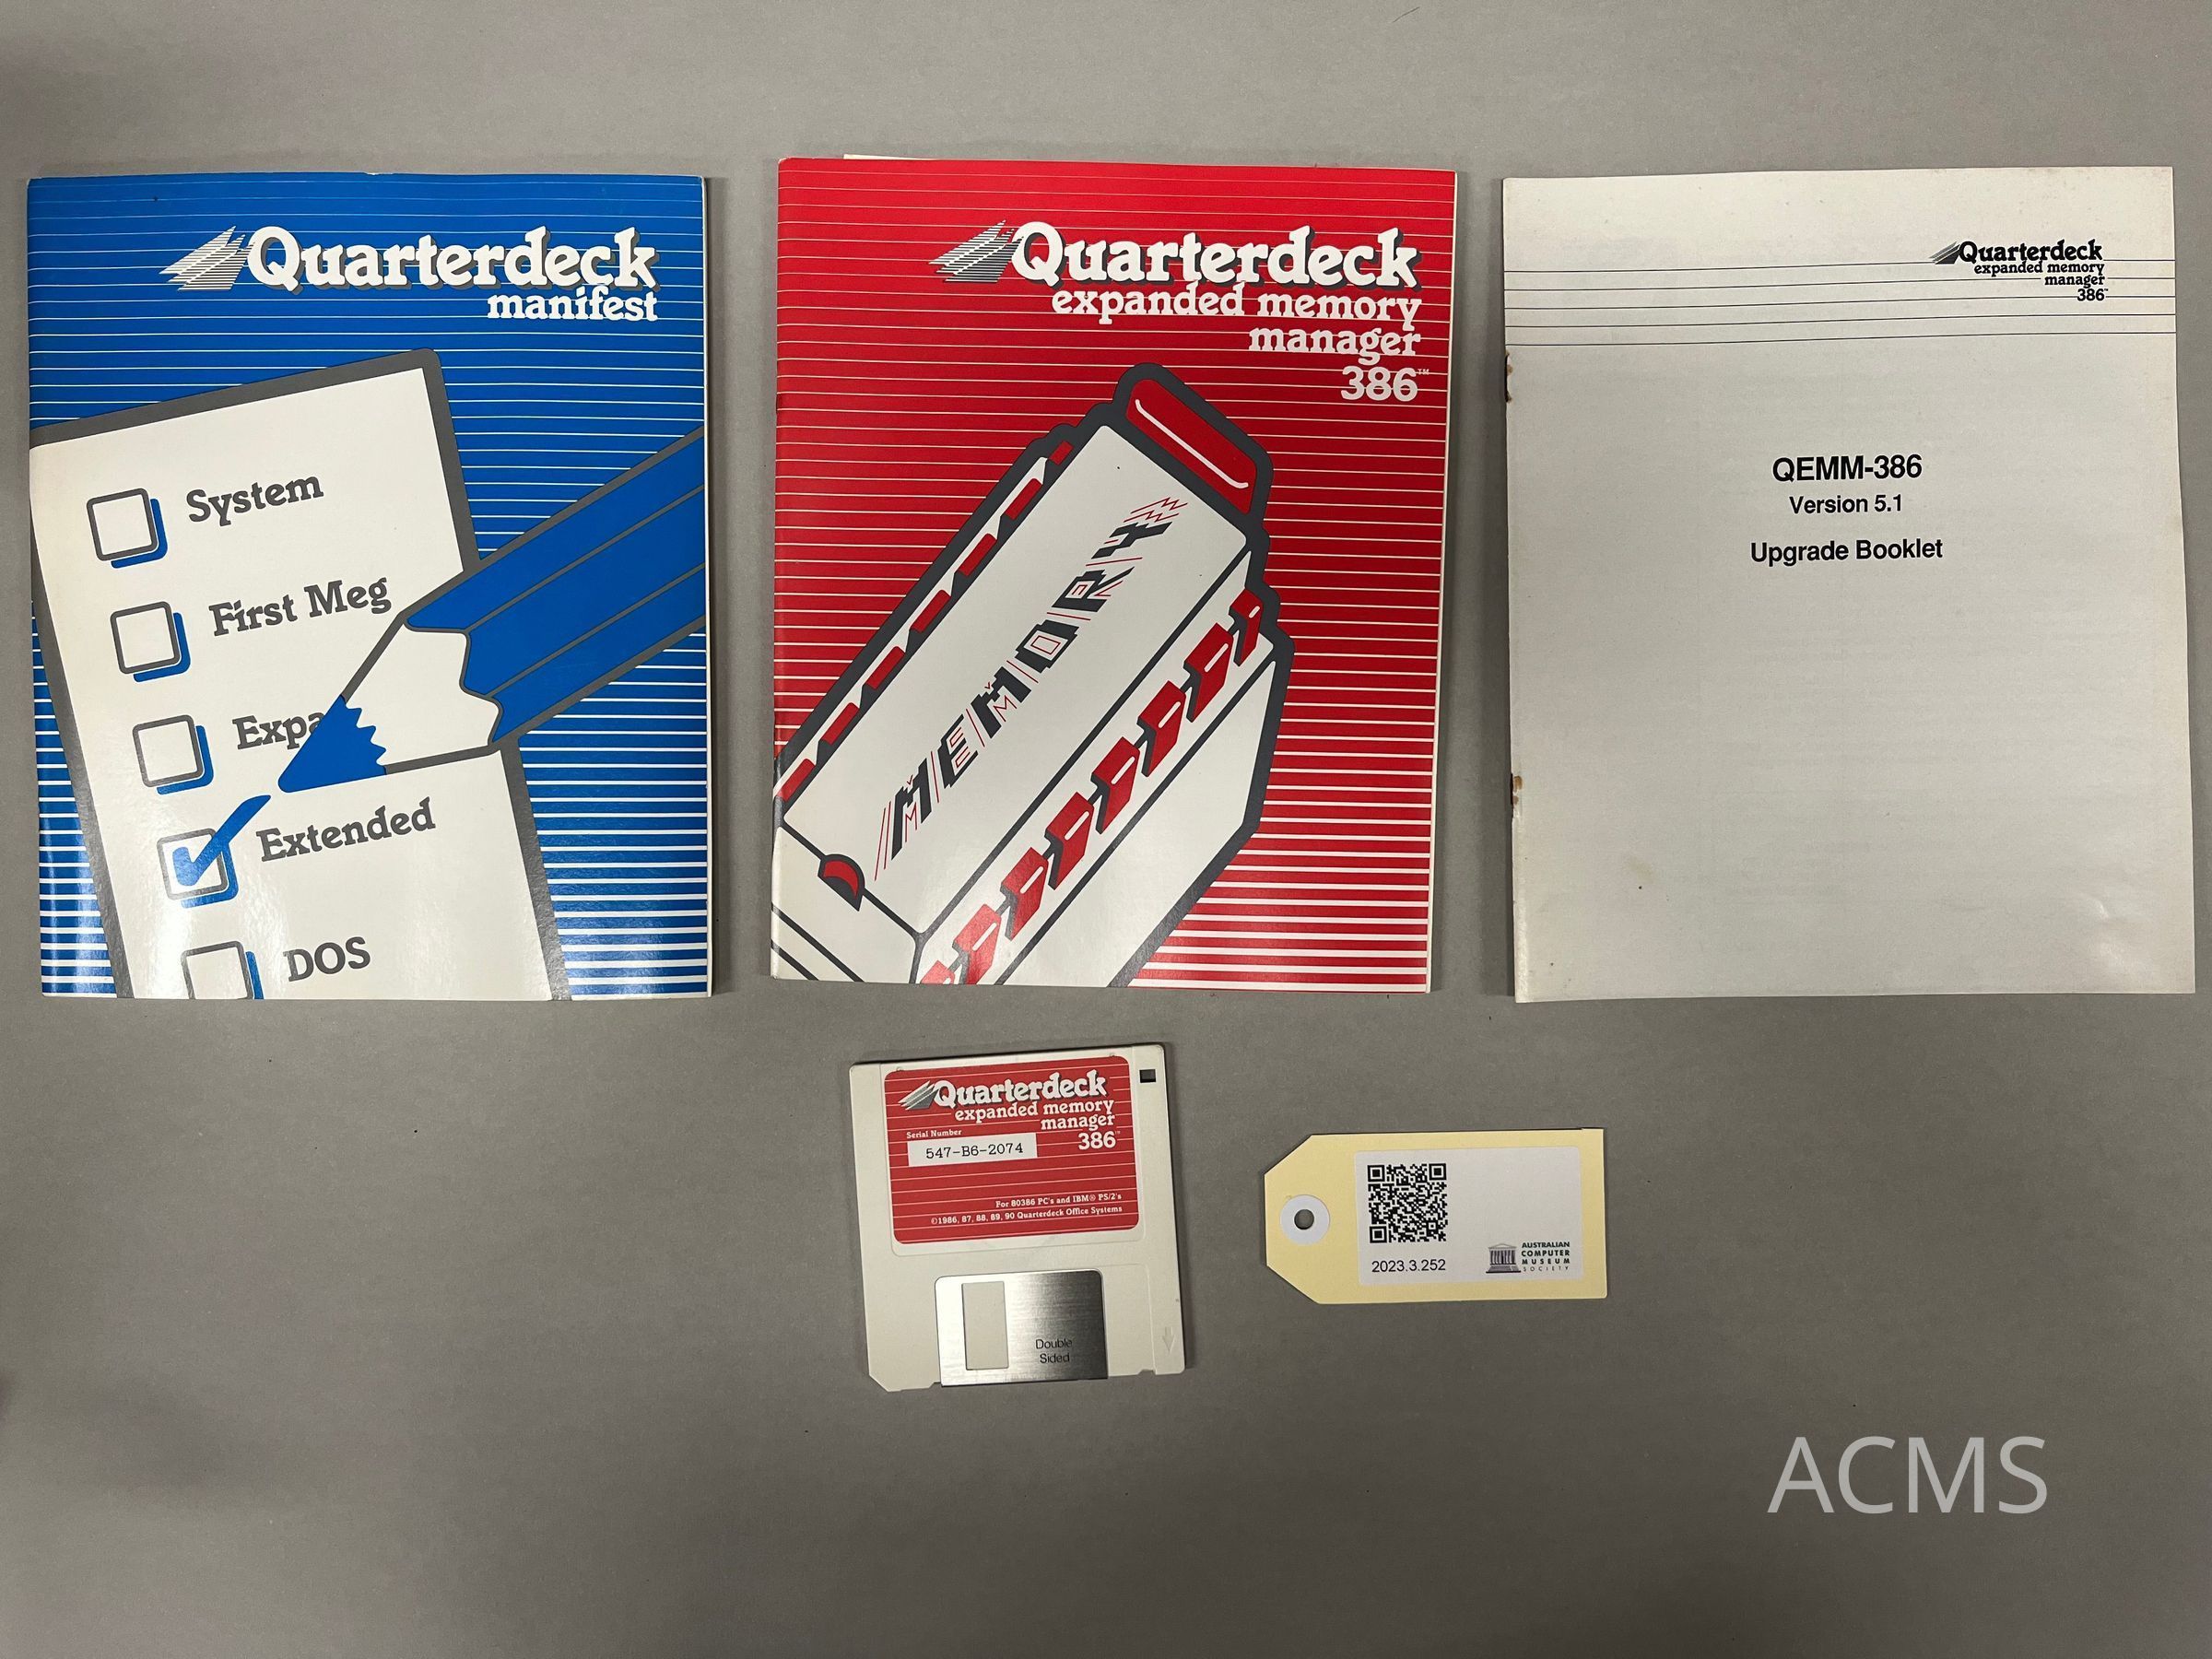 Quarterdeck
manifest
System
First Meg
Expa
Extended
DOS
Quarterdeck
expanded memory
manager
386™
MEMORY
Quarterdeck
expanded memory
manager
386™
QEMM-386
Version 5.1
Upgrade Booklet
Quarterdeck
expanded memory
manager
386™
Serial Number
547-B6-2074
For 80386 PC's and IBM® PS/2's
©1986, 87, 88, 89, 90 Quarterdeck Office Systems
Double
Sided
2023.3.252
AUSTRALIAN
COMPUTER
MUSEUM
SOCIETY
ACMS